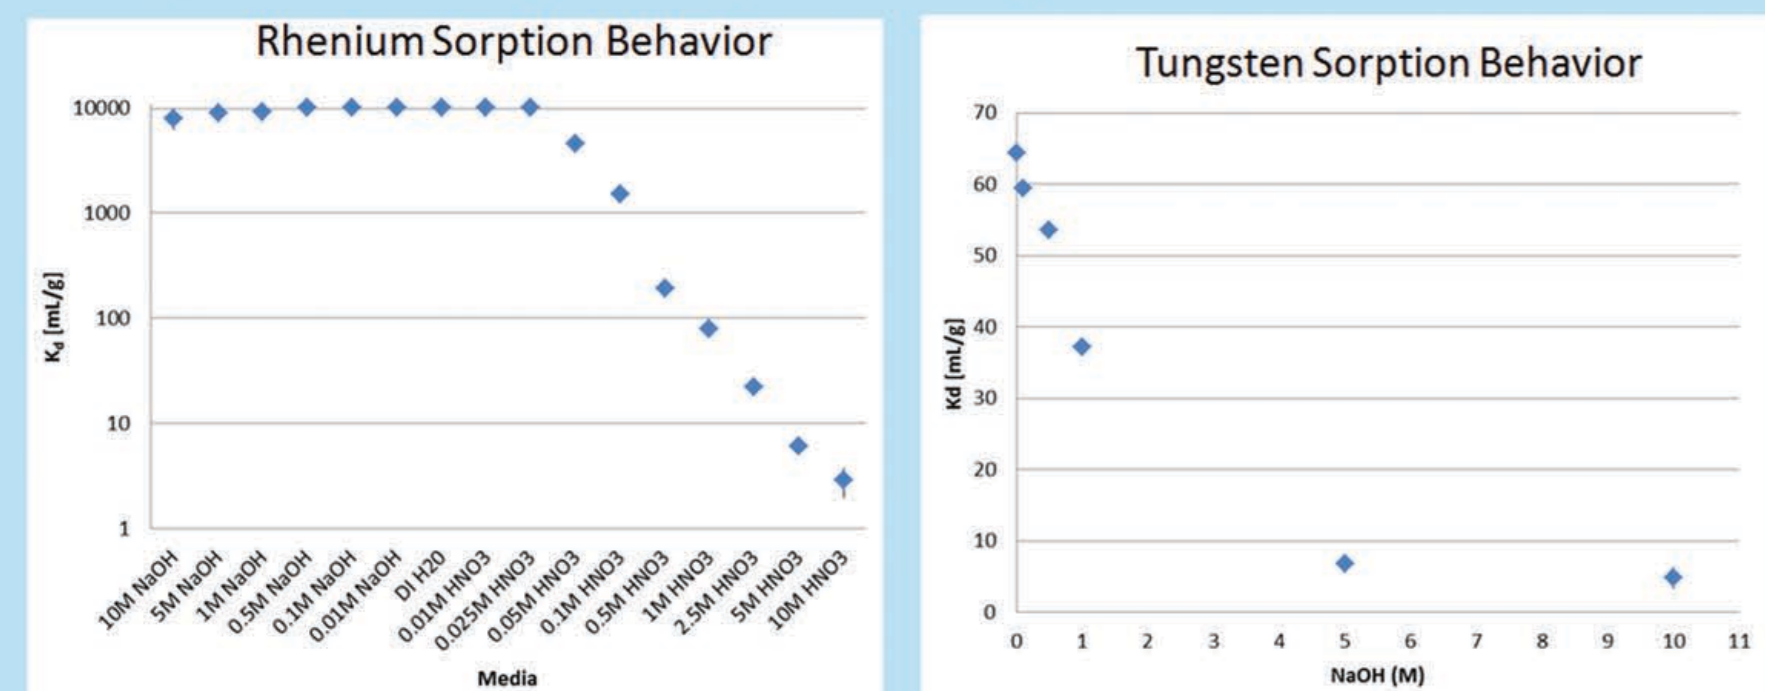 Rhenium Sorption Behavior
10000
1000
100
10
1
K_d [mL/g]
10M NaOH
5M NaOH
1M NaOH
0.5M NaOH
0.1M NaOH
0.01M NaOH
DI H20
0.01M HNO3
0.025M HNO3
0.05M HNO3
0.1M HNO3
0.5M HNO3
1M HNO3
2.5M HNO3
5M HNO3
10M HNO3
Media
Tungsten Sorption Behavior
70
60
50
40
30
20
10
0
Kd [mL/g]
0 1 2 3 4 5 6 7 8 9 10 11
NaOH (M)